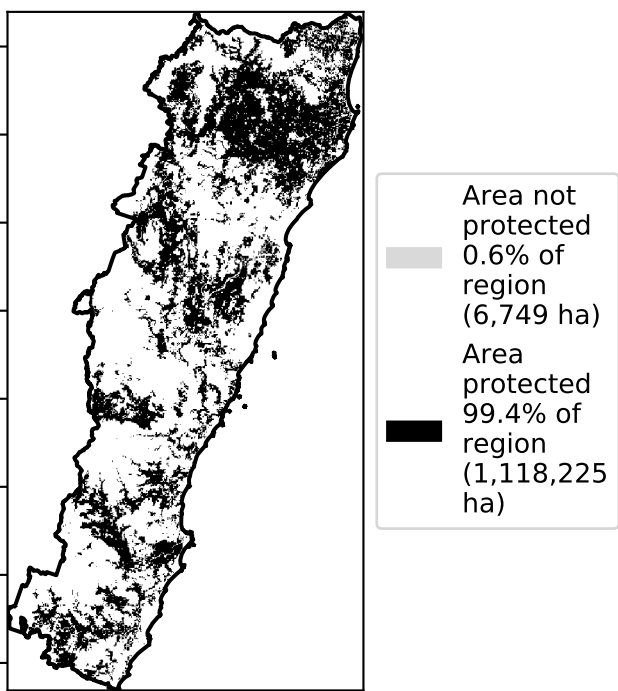 Area not
protected
0.6% of
region
(6,749 ha)
Area
protected
99.4% of
region
(1,118,225
ha)